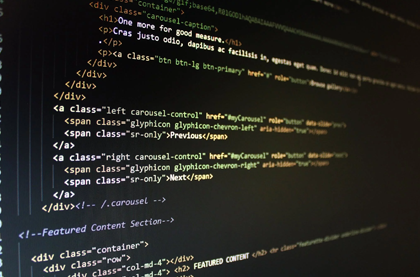 <div class="container">
<div class="carousel-caption">
<h1>One more for good measure.</h1>
<p>Cras justo odio, dapibus ac facilisis in, egestas eget quam.
.</p>
<p><a class="btn btn-lg btn-primary" href="#" role="button">Browse gallery
</div>
</div>
</div>
</div>
<a class="left carousel-control" href="#myCarousel" role="button" data-slide="prev">
<span class="glyphicon glyphicon-chevron-left" aria-hidden="true"></span>
<span class="sr-only">Previous</span>
</a>
<a class="right carousel-control" href="#myCarousel" role="button" data-slide="next">
<span class="glyphicon glyphicon-chevron-right" aria-hidden="true"></span>
<span class="sr-only">Next</span>
</a>
</div><!-- /.carousel -->
<!--Featured Content Section-->
<div class="container">
<div class="row">
<div class="col-md-4"></div>
<div class="col-md-4"> <h2> FEATURED CONTENT </h2> <hr class=